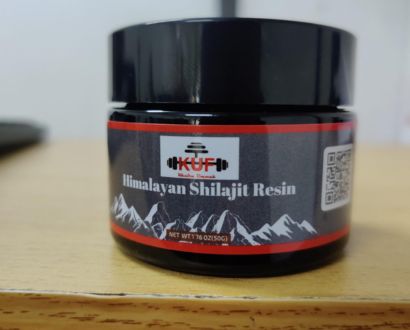 KUF
Himalayan Shilajit Resin
NET WT 1.76 OZ(50G)